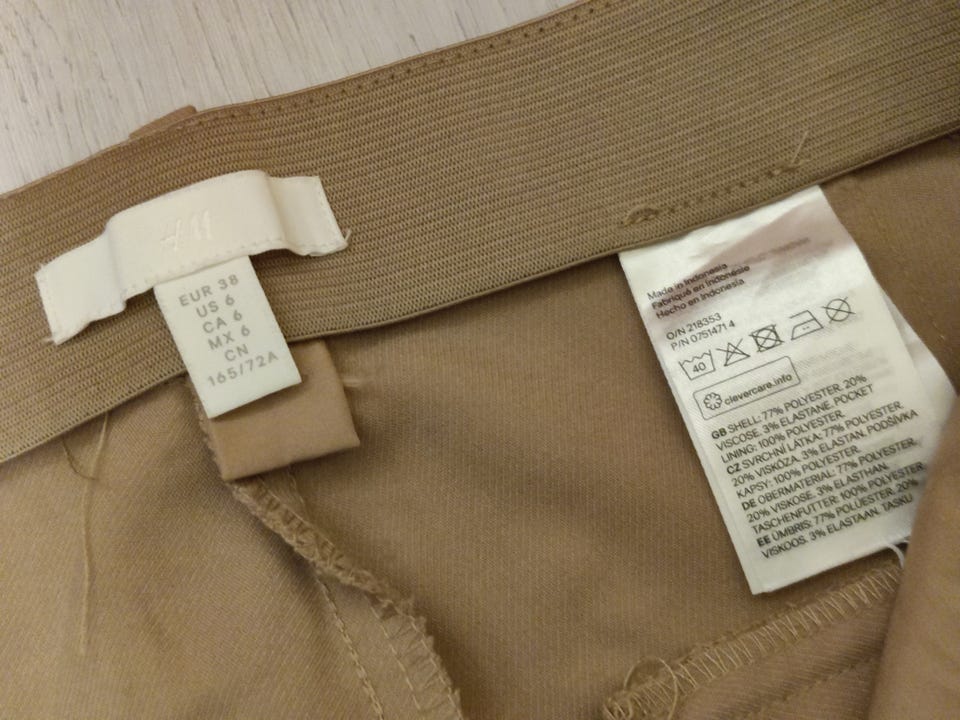 H&M
EUR 38
US 6
CA 6
MX 6
CN
165/72A
Made in Indonesia
Fabriqué en Indonésie
Hecho en Indonesia
O/N 218353
P/N 0751471 4
40
clevercare.info
GB SHELL: 77% POLYESTER. 20%
VISCOSE. 3% ELASTANE. POCKET
LINING: 100% POLYESTER.
CZ SVRCHNÍ LÁTKA: 77% POLYESTER.
20% VISKÓZA. 3% ELASTAN. PODŠÍVKA
KAPSY: 100% POLYESTER.
DE OBERMATERIAL: 77% POLYESTER.
20% VISKOSE. 3% ELASTHAN.
TASCHENFUTTER: 100% POLYESTER.
EE ÜMBRIS: 77% POLÜESTER. 20%
VISKOOS. 3% ELASTAAN. TASKU